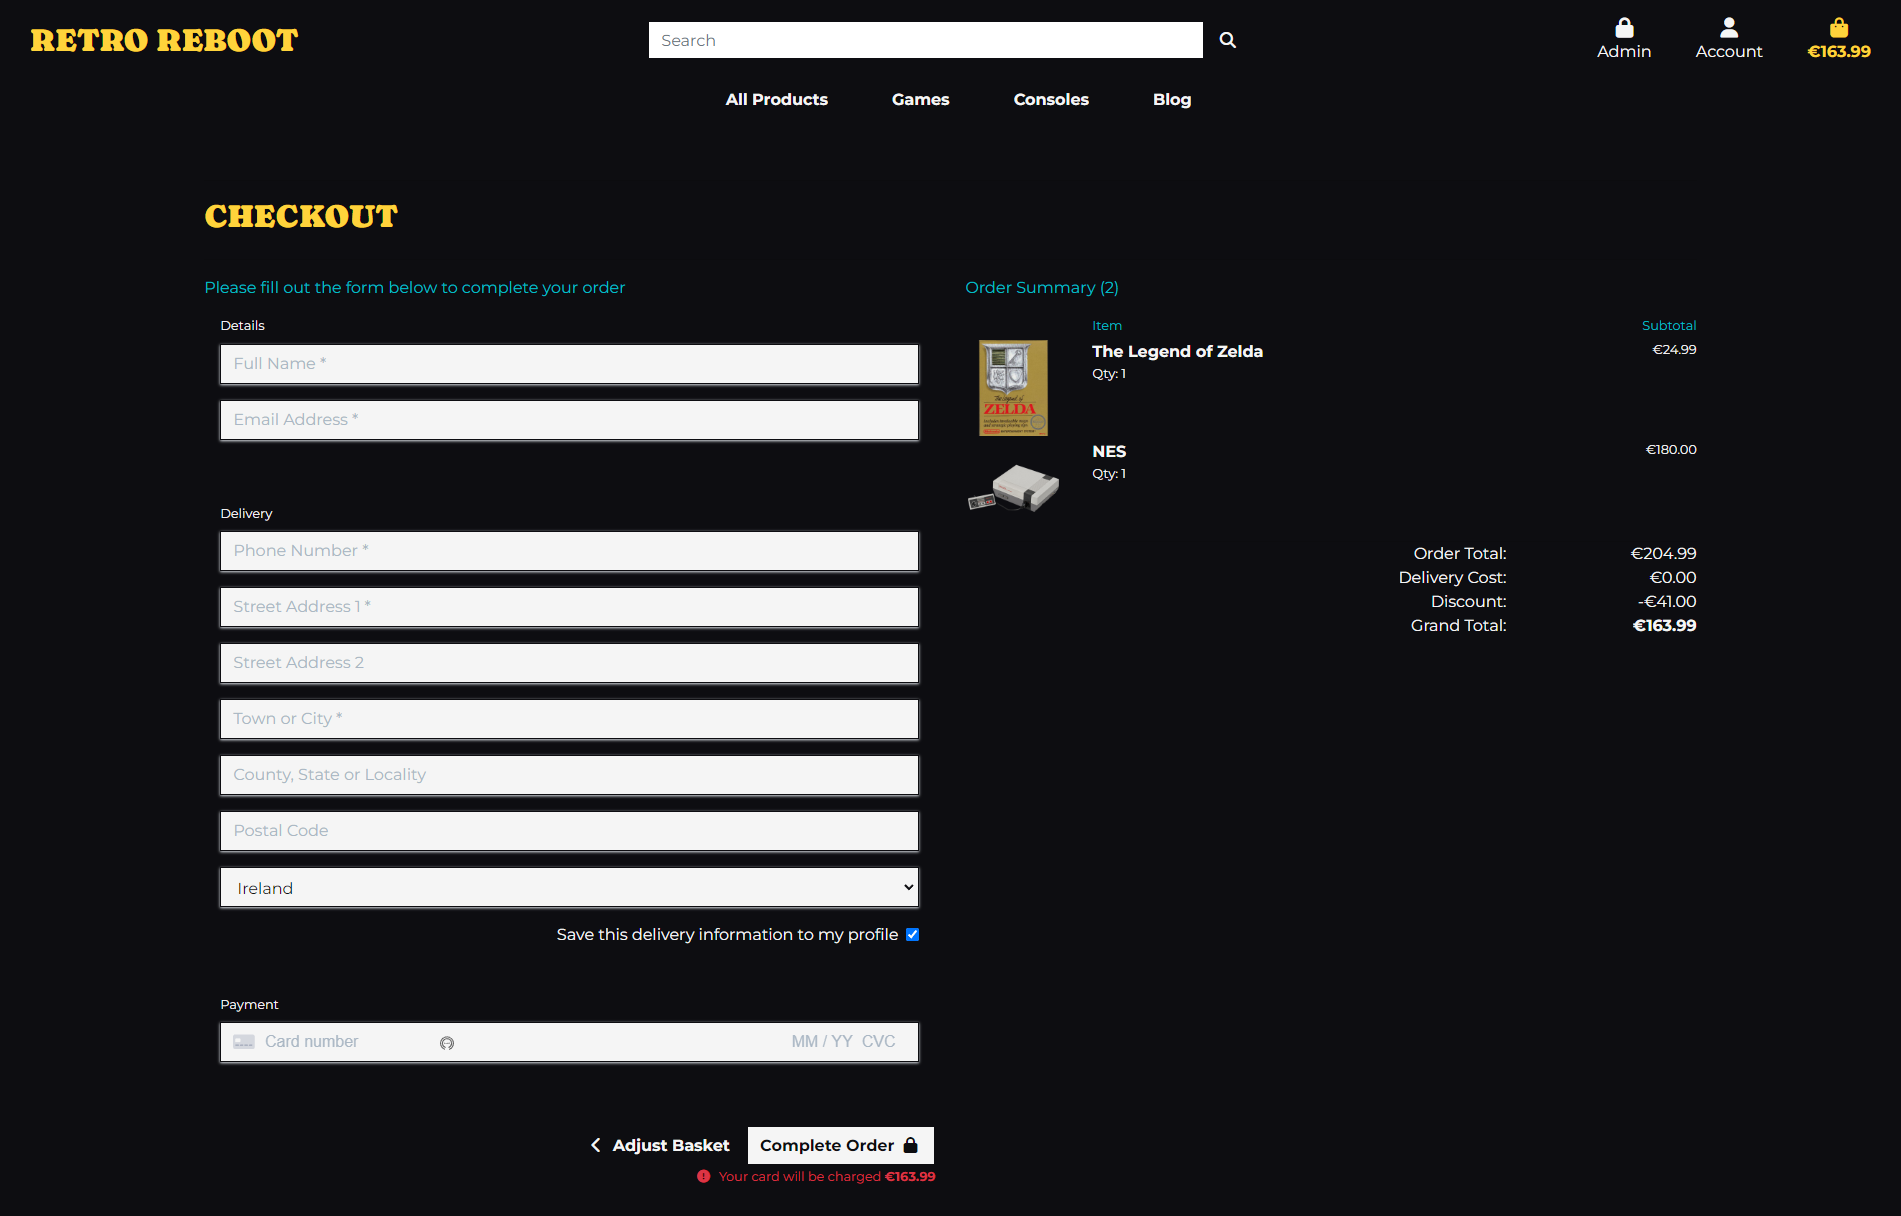 RETRO REBOOT
Search
Admin
Account
€163.99
All Products
Games
Consoles
Blog
CHECKOUT
Please fill out the form below to complete your order
Details
Full Name *
Email Address *
Delivery
Phone Number *
Street Address 1 *
Street Address 2
Town or City *
County, State or Locality
Postal Code
Ireland
Save this delivery information to my profile
Payment
Card number
MM / YY CVC
Adjust Basket
Complete Order
Your card will be charged €163.99
Order Summary (2)
Item
Subtotal
The Legend of Zelda
€24.99
Qty: 1
The Legend of
ZELDA
NES
€180.00
Qty: 1
Order Total: €204.99
Delivery Cost: €0.00
Discount: -€41.00
Grand Total: €163.99